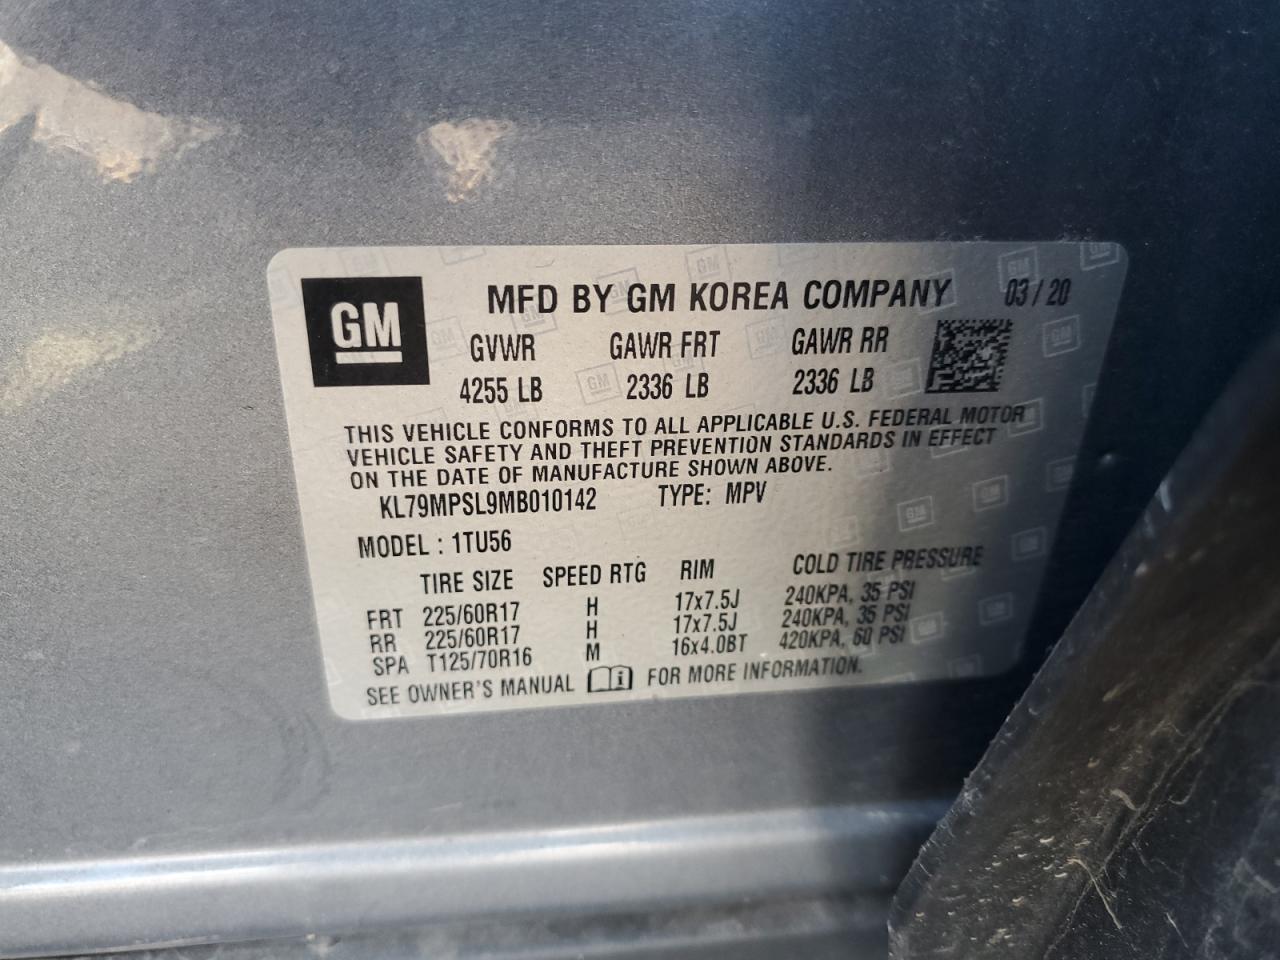 GM
MFD BY GM KOREA COMPANY 03/20
GVWR GAWR FRT GAWR RR
4255 LB 2336 LB 2336 LB
THIS VEHICLE CONFORMS TO ALL APPLICABLE U.S. FEDERAL MOTOR
VEHICLE SAFETY AND THEFT PREVENTION STANDARDS IN EFFECT
ON THE DATE OF MANUFACTURE SHOWN ABOVE.
KL79MPSL9MB010142 TYPE: MPV
MODEL : 1TU56
TIRE SIZE SPEED RTG RIM COLD TIRE PRESSURE
FRT 225/60R17 H 17x7.5J 240KPA, 35 PSI
RR 225/60R17 H 17x7.5J 240KPA, 35 PSI
SPA T125/70R16 M 16x4.0BT 420KPA, 60 PSI
SEE OWNER'S MANUAL i FOR MORE INFORMATION.